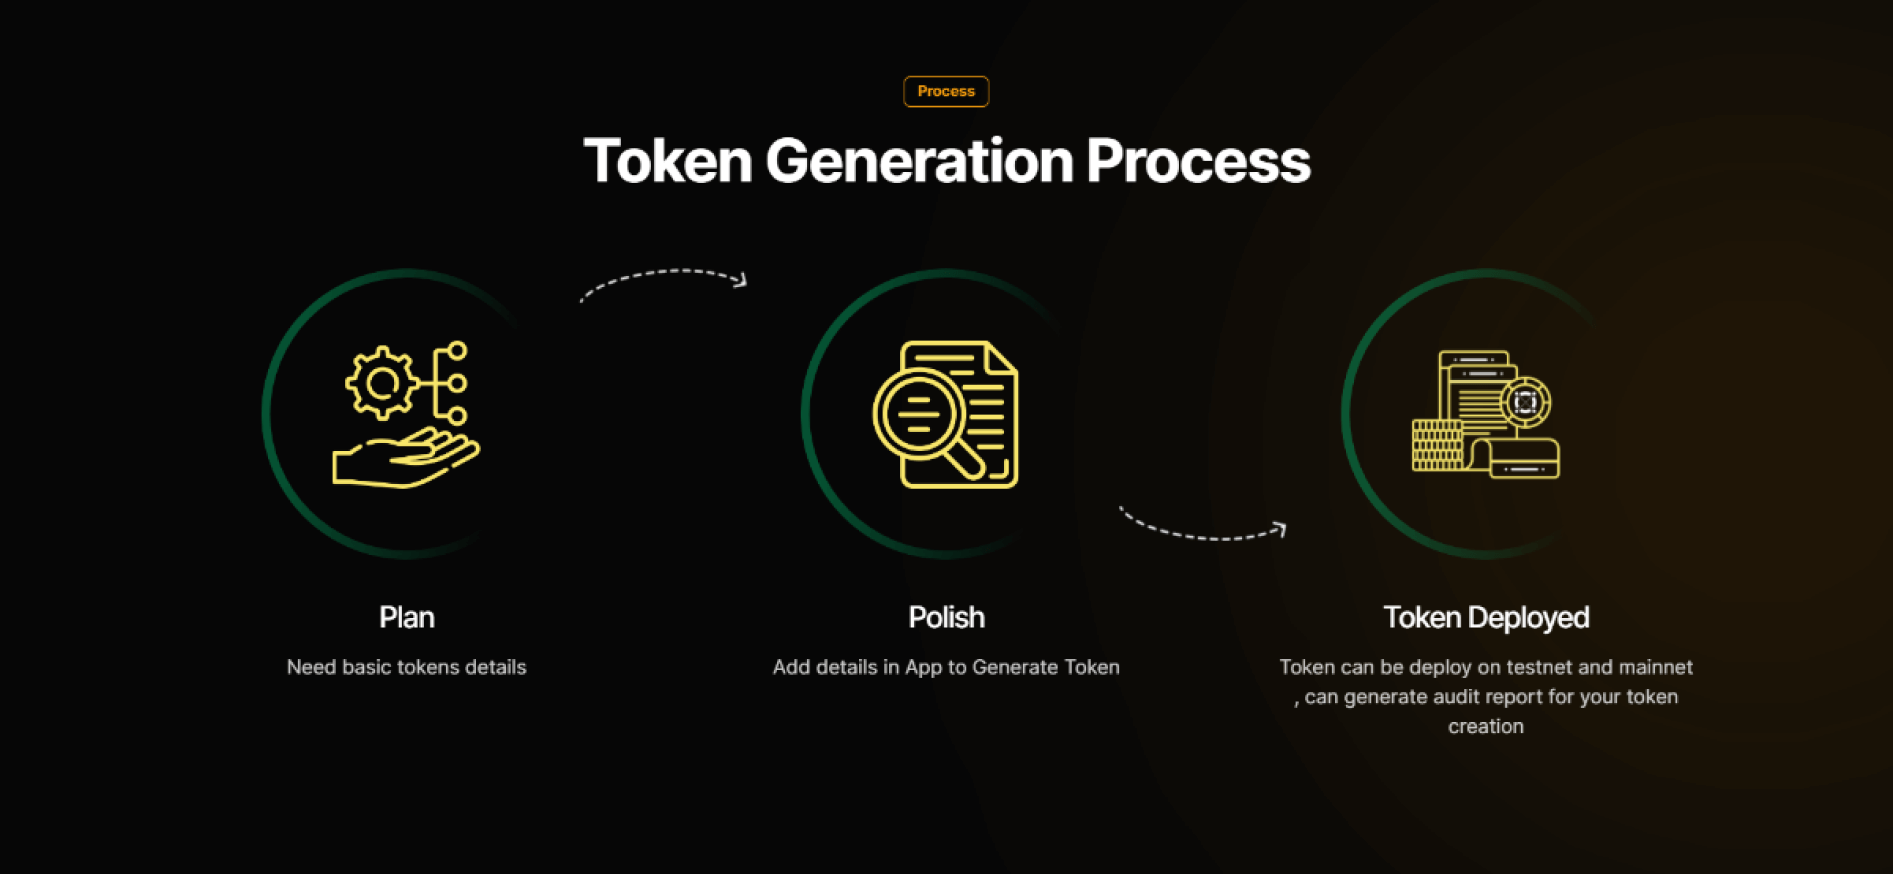 Process
Token Generation Process
Plan
Need basic tokens details
Polish
Add details in App to Generate Token
Token Deployed
Token can be deploy on testnet and mainnet
, can generate audit report for your token
creation